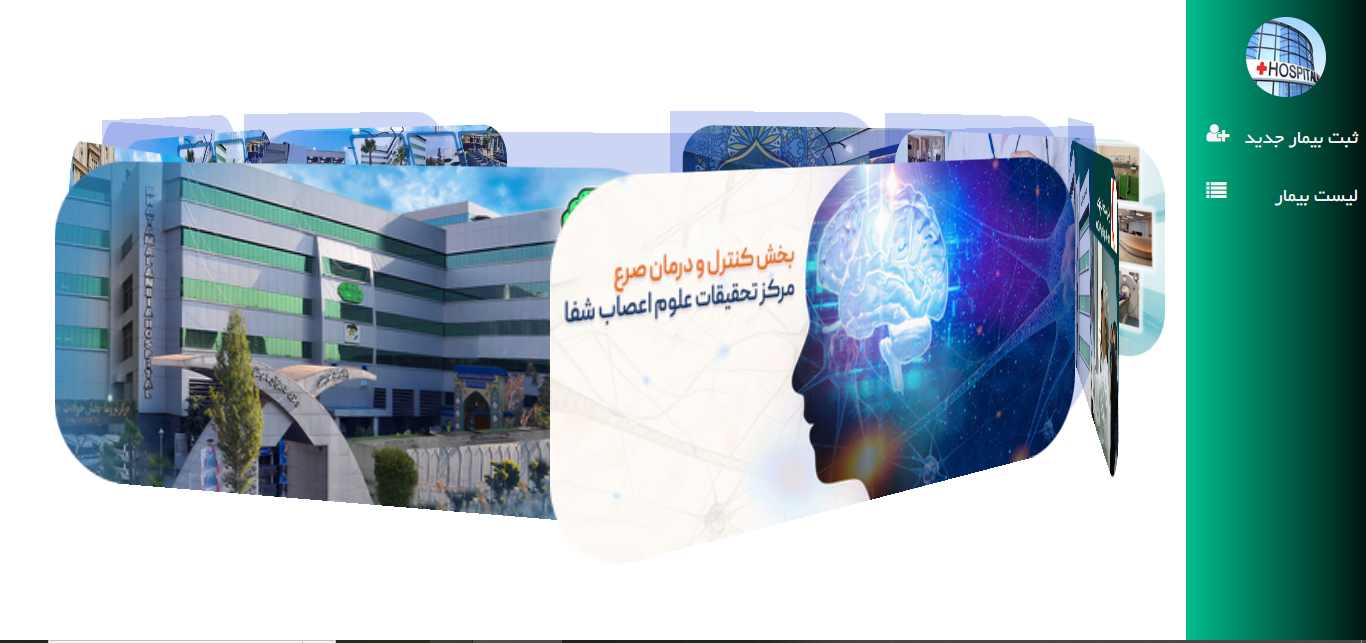 HOSPITAL
ثبت بیمار جدید
لیست بیمار
بخش کنترل و درمان صرع
مرکز تحقیقات علوم اعصاب شفا